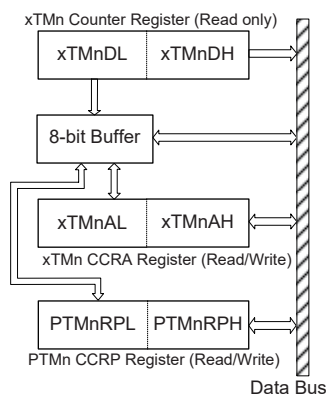 xTMn Counter Register (Read only)
xTMnDL xTMnDH
8-bit Buffer
xTMnAL xTMnAH
xTMn CCRA Register (Read/Write)
PTMnRPL PTMnRPH
PTMn CCRP Register (Read/Write)
Data Bus